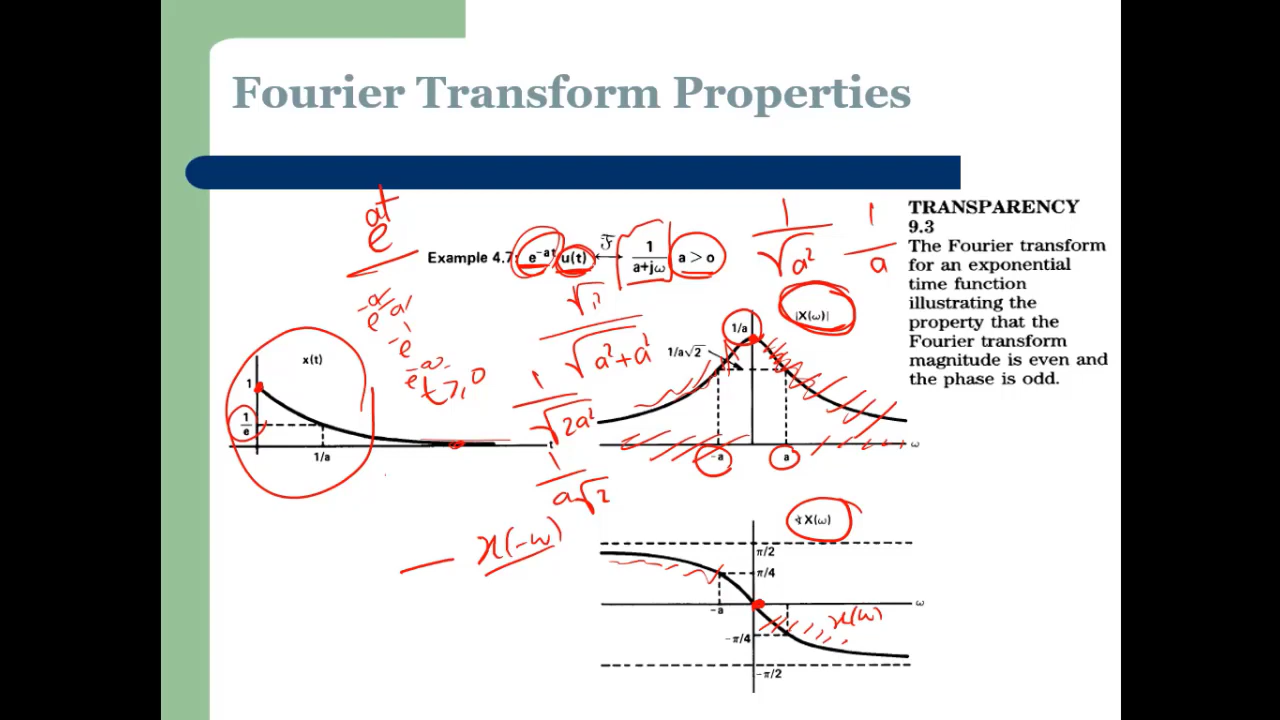 Fourier Transform Properties
e^at
Example 4.7: e^-at u(t) ⟷ℱ 1/(a+jω) a > o
1/√a² 1/a
TRANSPARENCY
9.3
The Fourier transform
for an exponential
time function
illustrating the
property that the
Fourier transform
magnitude is even and
the phase is odd.
|X(ω)|
1/a
1/a√2
√(a²+a²)
t ≥ 0
1/√2a²
1/a√2
x(t)
1
1/e
1/a
t
-a
a
ω
x(-ω)
∢X(ω)
π/2
π/4
-a
ω
x(ω)
-π/4
-π/2